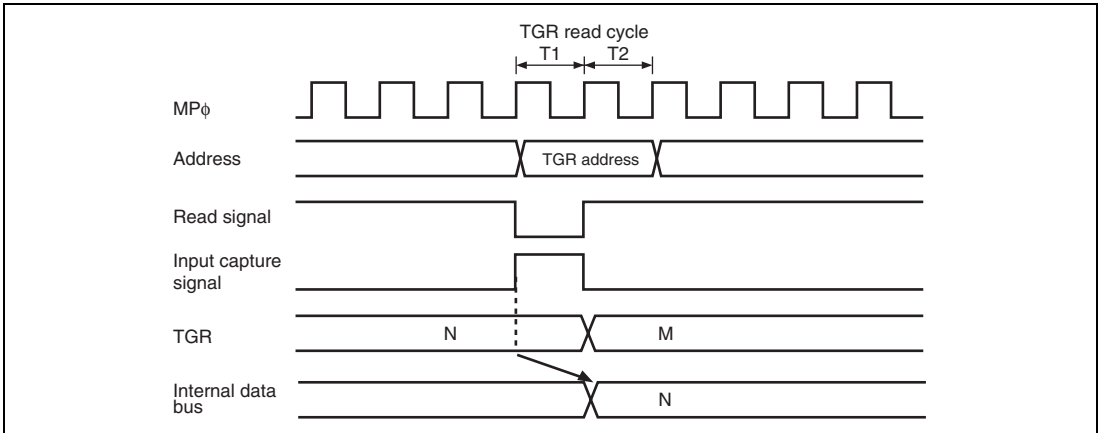 TGR read cycle
T1 T2
MPϕ
Address
TGR address
Read signal
Input capture
signal
TGR
N
M
Internal data
bus
N